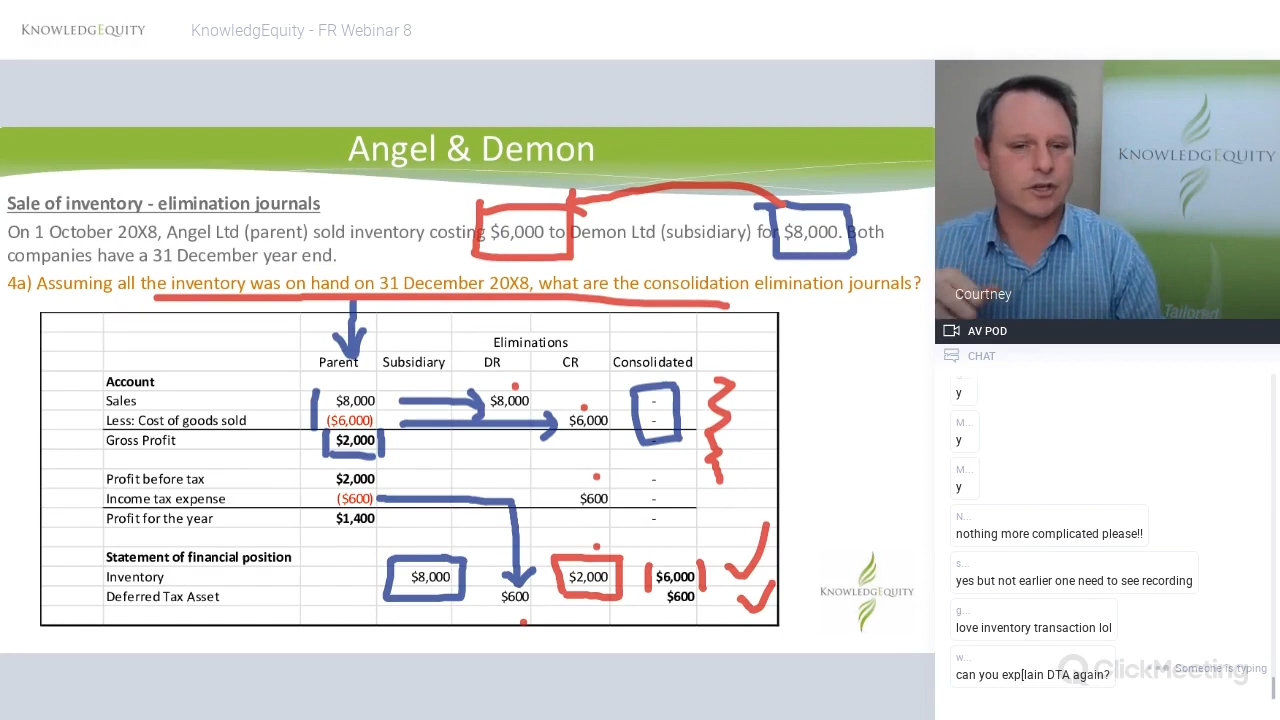 KNOWLEDGEQUITY
KnowledgEquity - FR Webinar 8
Angel & Demon
Sale of inventory - elimination journals
On 1 October 20X8, Angel Ltd (parent) sold inventory costing $6,000 to Demon Ltd (subsidiary) for $8,000. Both
companies have a 31 December year end.
4a) Assuming all the inventory was on hand on 31 December 20X8, what are the consolidation elimination journals?
Eliminations
Parent Subsidiary DR CR Consolidated
Account
Sales $8,000 $8,000 -
Less: Cost of goods sold ($6,000) $6,000 -
Gross Profit $2,000 -
Profit before tax $2,000 -
Income tax expense ($600) $600 -
Profit for the year $1,400 -
Statement of financial position
Inventory $8,000 $2,000 $6,000
Deferred Tax Asset $600 $600
KNOWLEDGEQUITY
KNOWLEDGEQUITY
Tailored
Courtney
AV POD
CHAT
y
M...
y
M...
y
N...
nothing more complicated please!!
s...
yes but not earlier one need to see recording
g...
love inventory transaction lol
w...
can you exp[lain DTA again?
ClickMeeting
Someone is typing